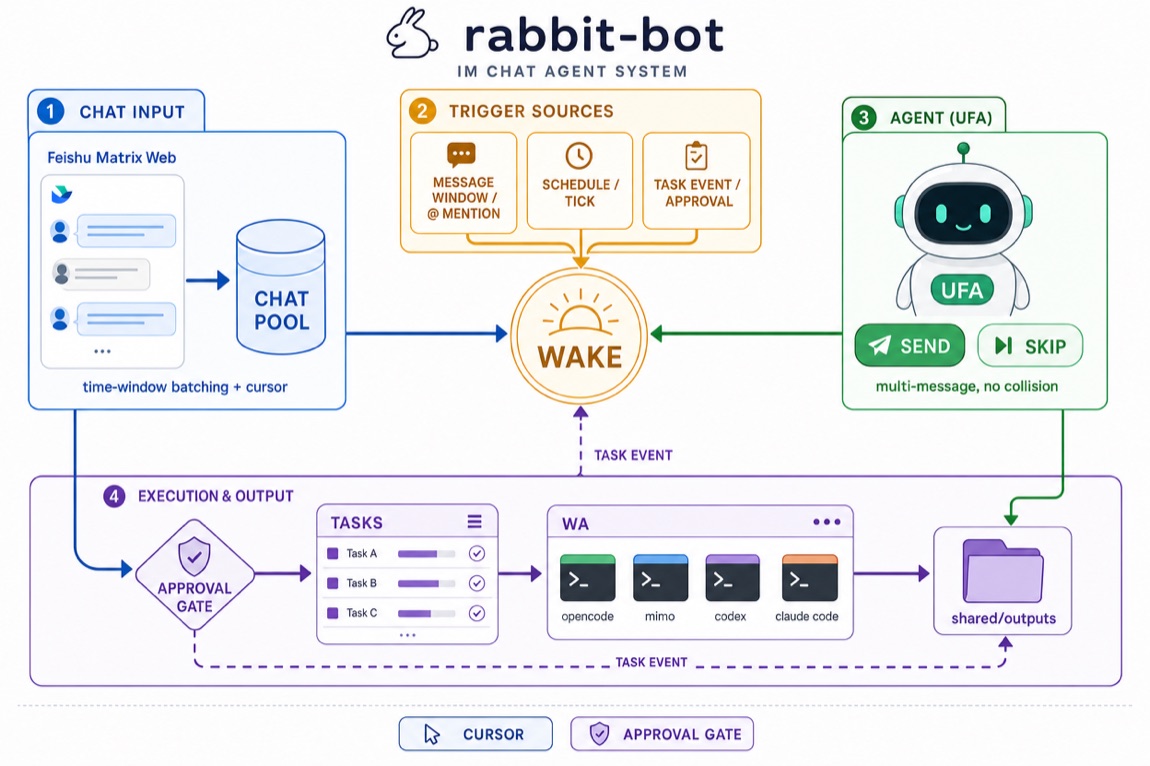 rabbit-bot
IM CHAT AGENT SYSTEM
1 CHAT INPUT
Feishu Matrix Web
...
CHAT
POOL
time-window batching + cursor
2 TRIGGER SOURCES
MESSAGE
WINDOW /
@ MENTION
SCHEDULE /
TICK
TASK EVENT /
APPROVAL
WAKE
3 AGENT (UFA)
UFA
SEND
SKIP
multi-message, no collision
TASK EVENT
4 EXECUTION & OUTPUT
APPROVAL
GATE
TASKS
Task A
Task B
Task C
...
WA
>_
>_
>_
>_
opencode
mimo
codex
claude code
shared/outputs
TASK EVENT
CURSOR
APPROVAL GATE